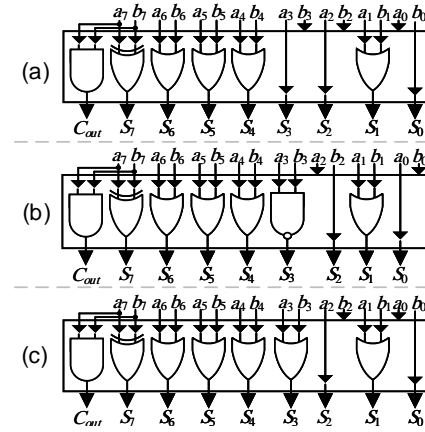 a7 b7 a6 b6 a5 b5 a4 b4 a3 b3 a2 b2 a1 b1 a0 b0
(a)
Cout S7 S6 S5 S4 S3 S2 S1 S0
a7 b7 a6 b6 a5 b5 a4 b4 a3 b3 a2 b2 a1 b1 a0 b0
(b)
Cout S7 S6 S5 S4 S3 S2 S1 S0
a7 b7 a6 b6 a5 b5 a4 b4 a3 b3 a2 b2 a1 b1 a0 b0
(c)
Cout S7 S6 S5 S4 S3 S2 S1 S0